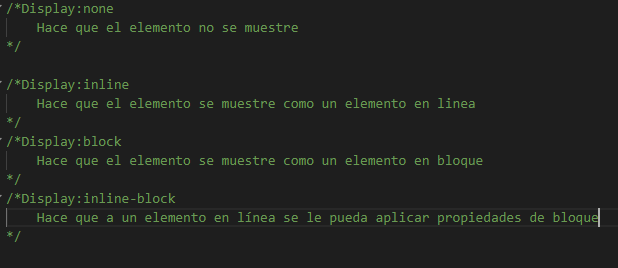 /*Display:none
Hace que el elemento no se muestre
*/
/*Display:inline
Hace que el elemento se muestre como un elemento en linea
*/
/*Display:block
Hace que el elemento se muestre como un elemento en bloque
*/
/*Display:inline-block
Hace que a un elemento en línea se le pueda aplicar propiedades de bloque
*/